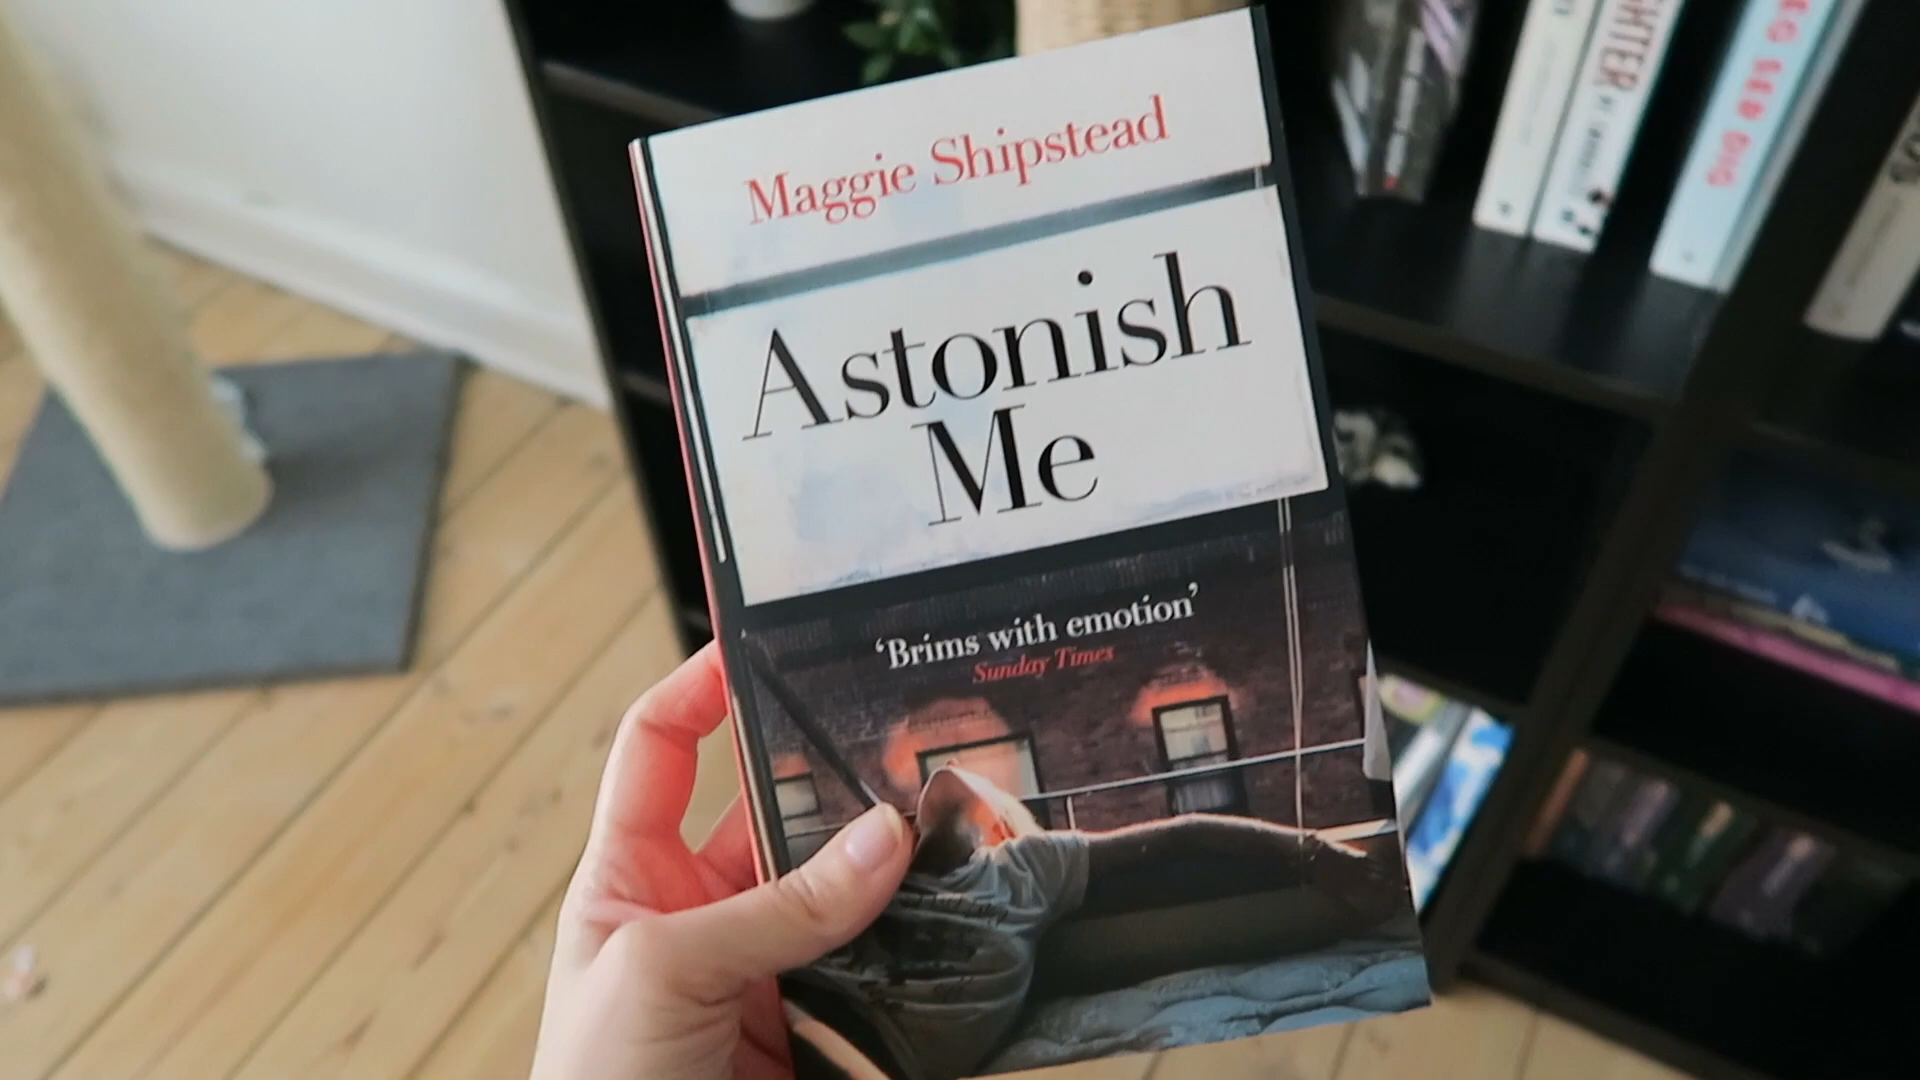 Maggie Shipstead
Astonish
Me
‘Brims with emotion’
Sunday Times